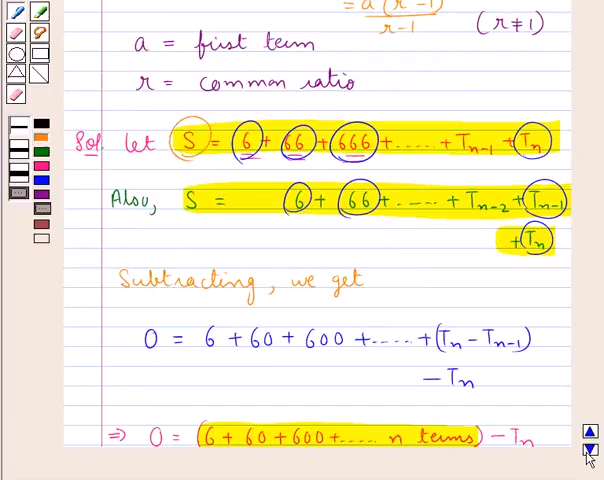 = a(r -1)
r-1
(r≠1)
a = first term
r = common ratio
Sol. Let S = 6 + 66 + 666 + ...... + Tn-1 + Tn
Also, S = 6 + 66 + ...... + Tn-2 + Tn-1
+ Tn
Subtracting, we get
0 = 6 + 60 + 600 + ...... + (Tn - Tn-1)
- Tn
⇒ 0 = (6 + 60 + 600 + ..... n terms) - Tn